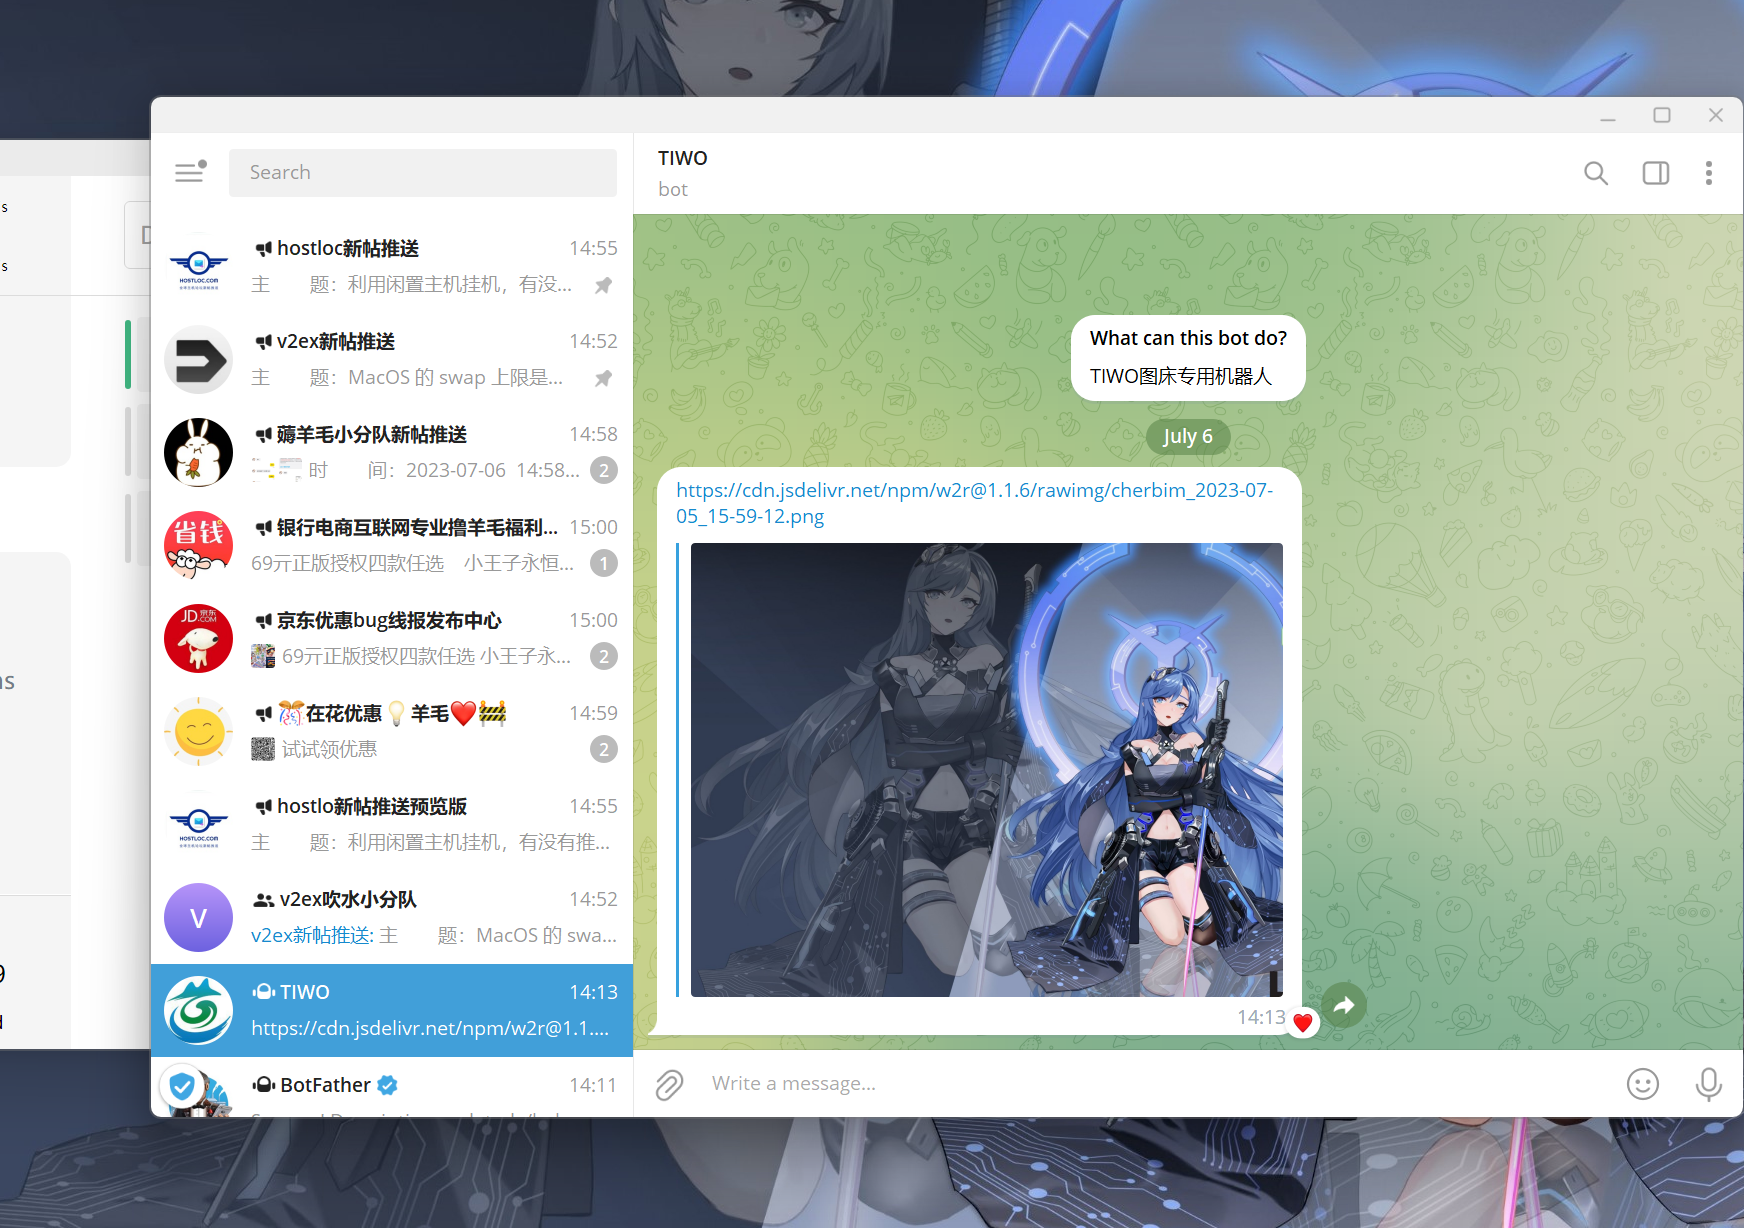 s
s
ns
9
Search
hostloc新帖推送 14:55
主 题：利用闲置主机挂机，有没...
v2ex新帖推送 14:52
主 题：MacOS 的 swap 上限是...
薅羊毛小分队新帖推送 14:58
时 间：2023-07-06 14:58... 2
银行电商互联网专业撸羊毛福利... 15:00
69元正版授权四款任选 小王子永恒... 1
京东优惠bug线报发布中心 15:00
69元正版授权四款任选 小王子永... 2
🎊在花优惠💡羊毛❤️🚧 14:59
试试领优惠 2
hostlo新帖推送预览版 14:55
主 题：利用闲置主机挂机，有没有推...
v2ex吹水小分队 14:52
v2ex新帖推送: 主 题：MacOS 的 swa...
TIWO 14:13
https://cdn.jsdelivr.net/npm/w2r@1.1....
BotFather 14:11
HOSTLOC.COM
省钱
JD 京东
.COM
HOSTLOC.COM
V
TIWO
bot
What can this bot do?
TIWO图床专用机器人
July 6
https://cdn.jsdelivr.net/npm/w2r@1.1.6/rawimg/cherbim_2023-07-
05_15-59-12.png
14:13
Write a message...